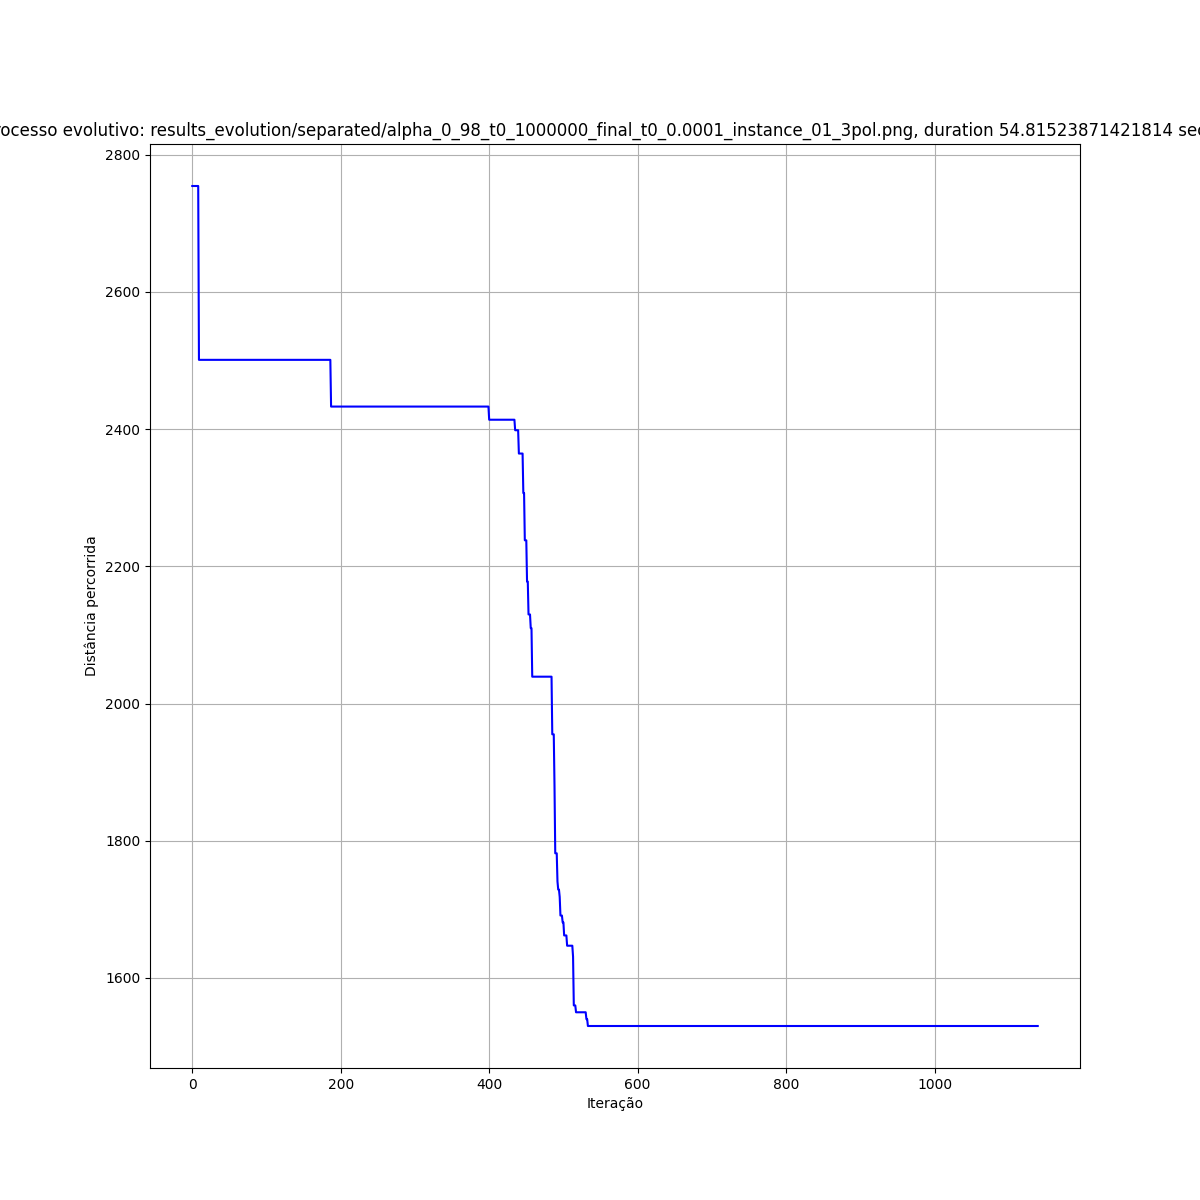 ocesso evolutivo: results_evolution/separated/alpha_0_98_t0_1000000_final_t0_0.0001_instance_01_3pol.png, duration 54.81523871421814 sec
2800
2600
2400
2200
2000
1800
1600
Distância percorrida
0 200 400 600 800 1000
Iteração